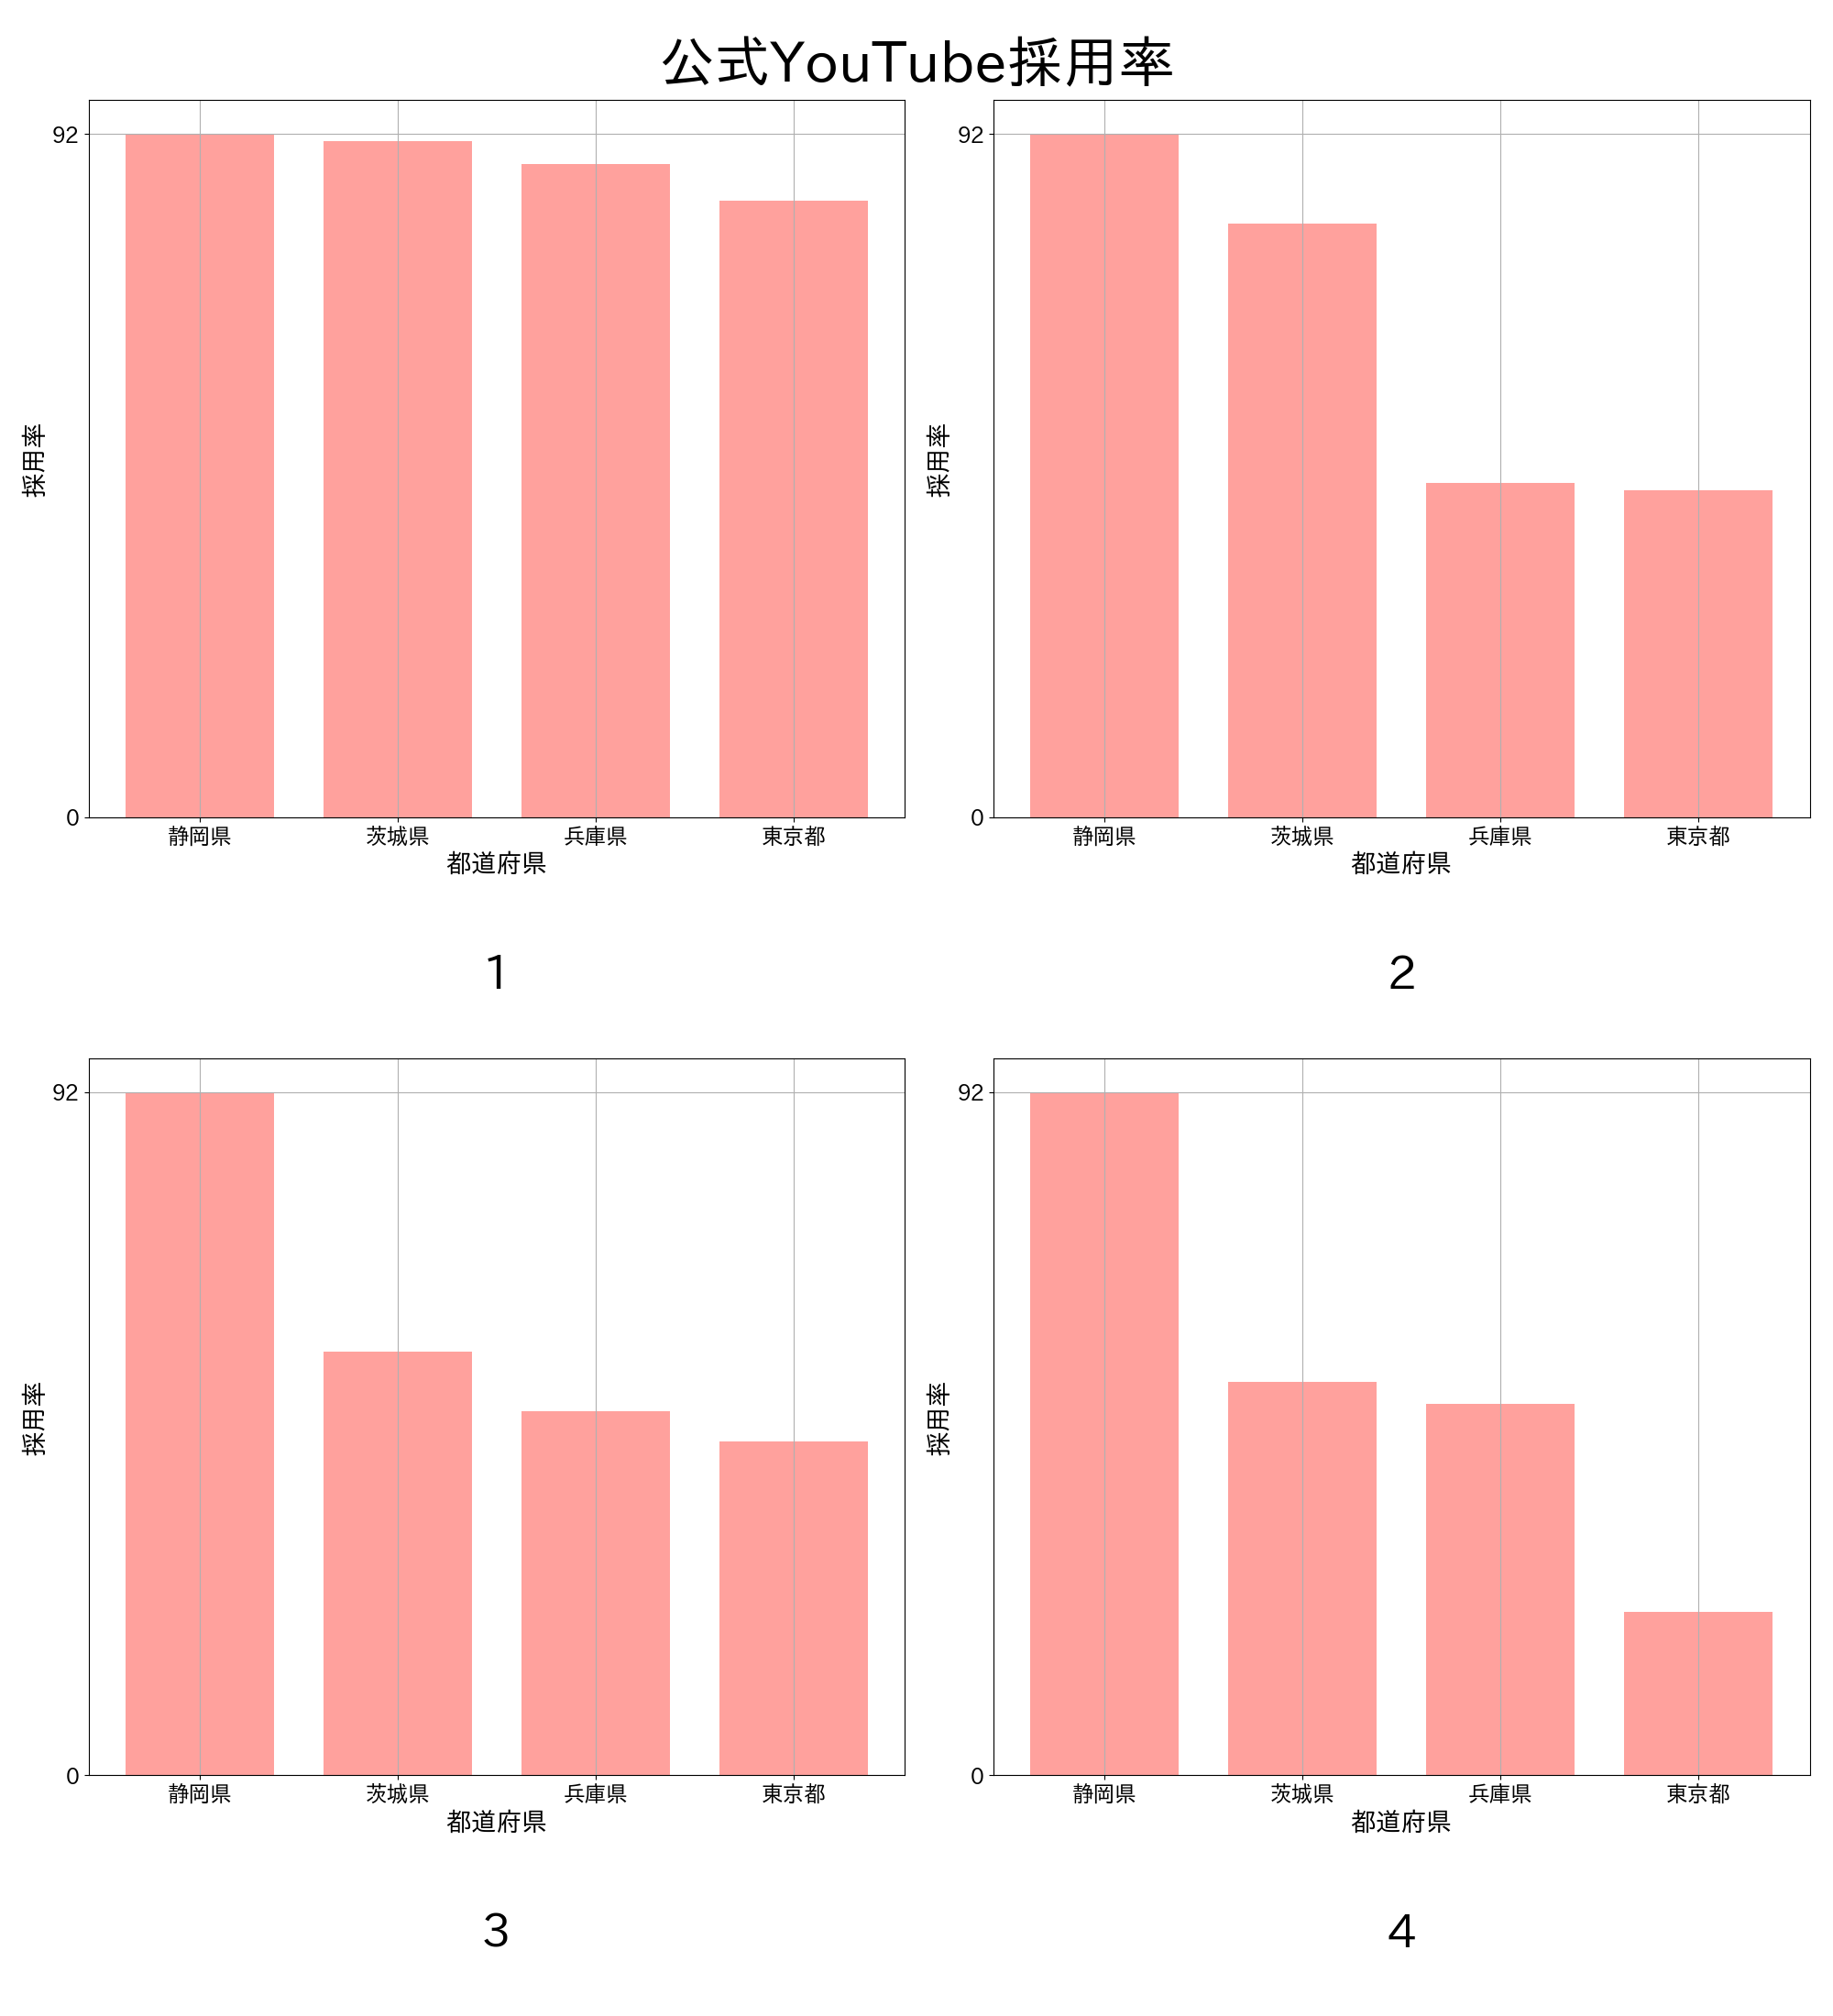 公式YouTube採用率
92
0
採用率
静岡県 茨城県 兵庫県 東京都
都道府県
1
92
0
採用率
静岡県 茨城県 兵庫県 東京都
都道府県
2
92
0
採用率
静岡県 茨城県 兵庫県 東京都
都道府県
3
92
0
採用率
静岡県 茨城県 兵庫県 東京都
都道府県
4